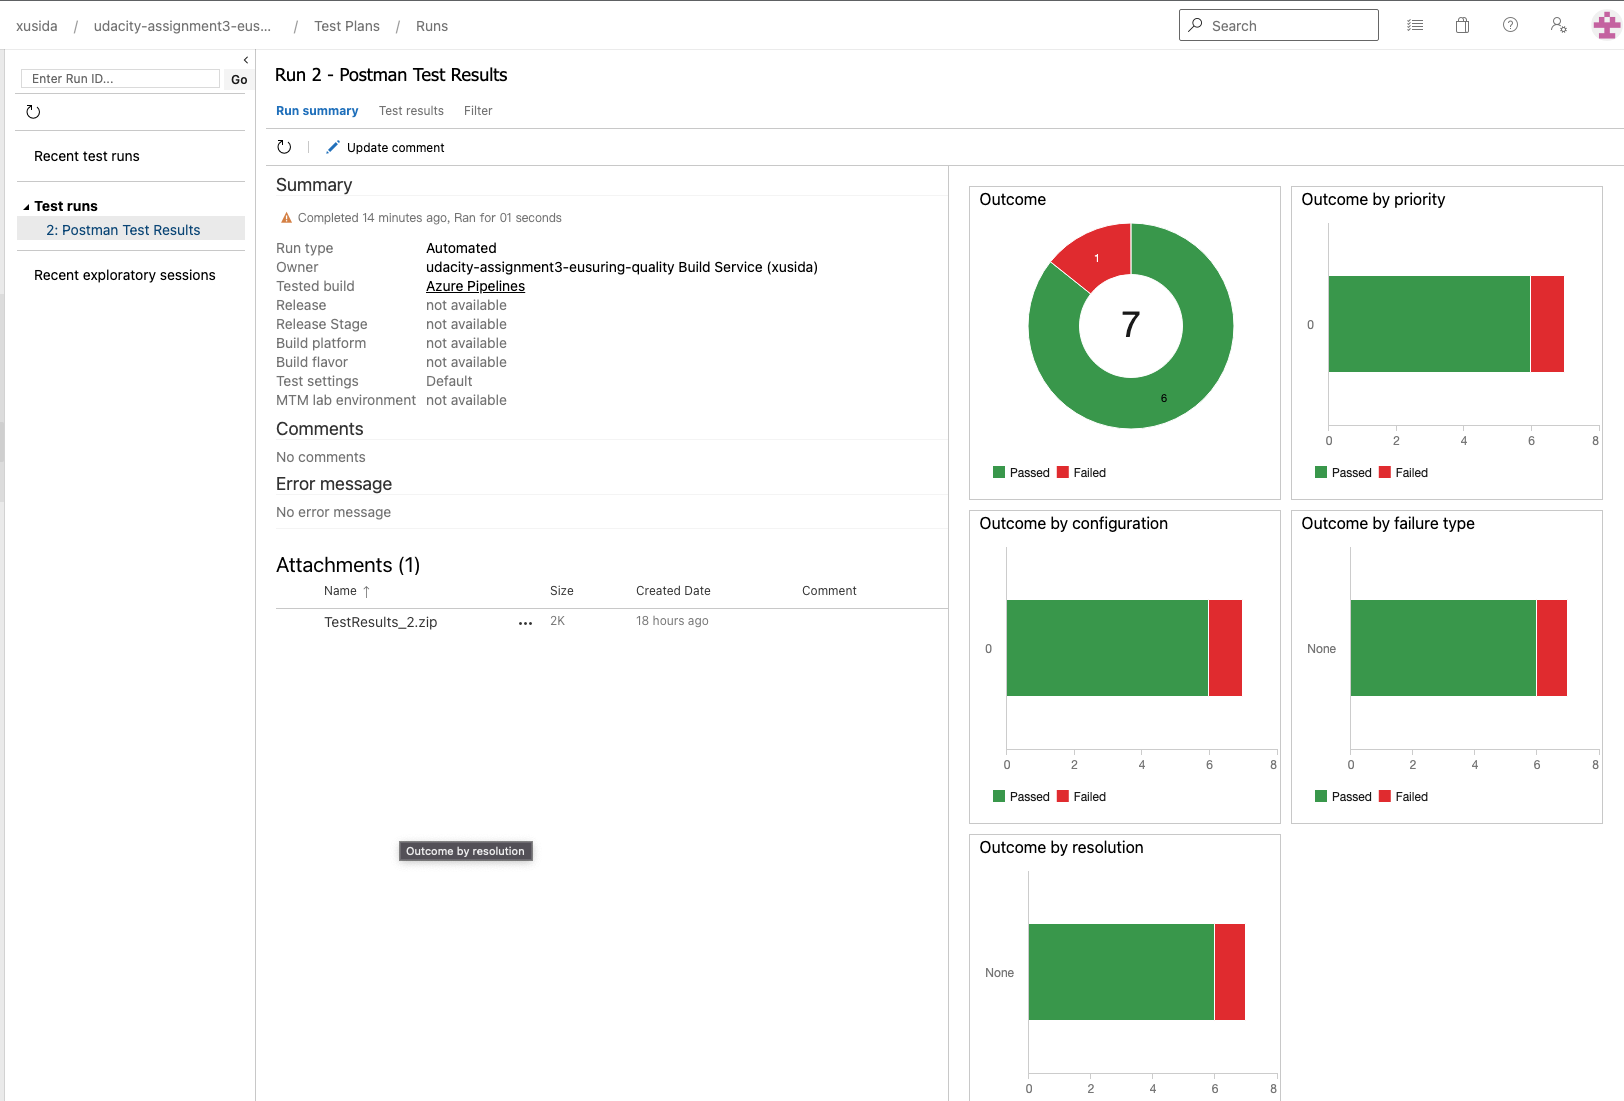 xusida / udacity-assignment3-eus... / Test Plans / Runs
Search
Enter Run ID...
Go
Recent test runs
Test runs
2: Postman Test Results
Recent exploratory sessions
Run 2 - Postman Test Results
Run summary Test results Filter
Update comment
Summary
Completed 14 minutes ago, Ran for 01 seconds
Run type Automated
Owner udacity-assignment3-eusuring-quality Build Service (xusida)
Tested build Azure Pipelines
Release not available
Release Stage not available
Build platform not available
Build flavor not available
Test settings Default
MTM lab environment not available
Comments
No comments
Error message
No error message
Attachments (1)
Name ↑ Size Created Date Comment
TestResults_2.zip ... 2K 18 hours ago
Outcome by resolution
Outcome
1
7
6
Passed Failed
Outcome by priority
0
0 2 4 6 8
Passed Failed
Outcome by configuration
0
0 2 4 6 8
Passed Failed
Outcome by failure type
None
0 2 4 6 8
Passed Failed
Outcome by resolution
None
0 2 4 6 8